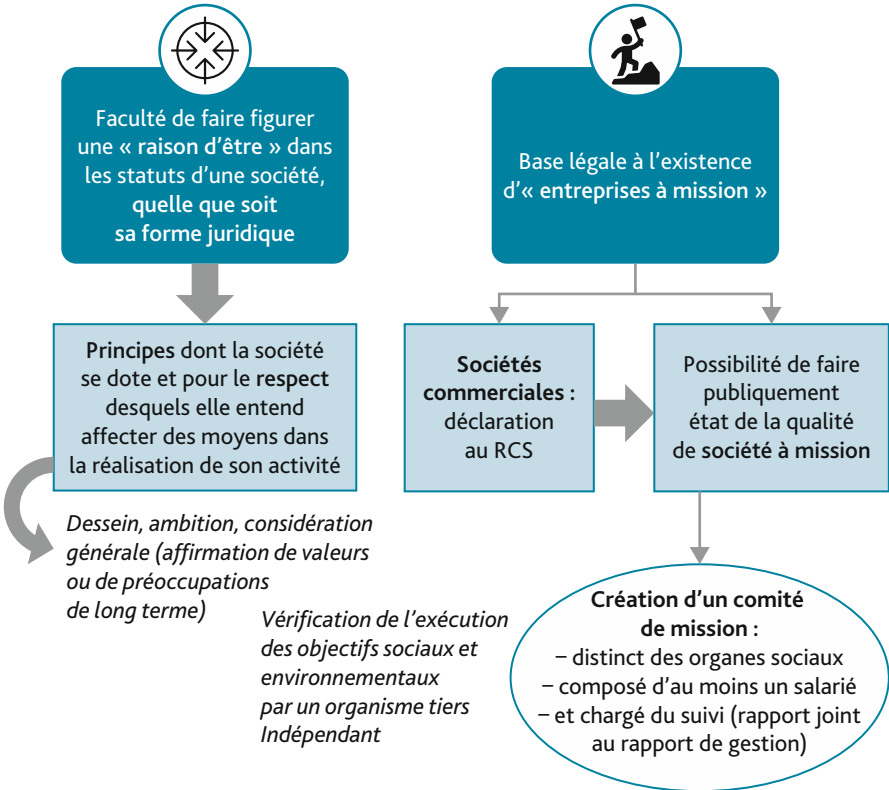 Faculté de faire figurer
une « raison d’être » dans
les statuts d’une société,
quelle que soit
sa forme juridique
Base légale à l’existence
d’« entreprises à mission »
Principes dont la société
se dote et pour le respect
desquels elle entend
affecter des moyens dans
la réalisation de son activité
Sociétés
commerciales :
déclaration
au RCS
Possibilité de faire
publiquement
état de la qualité
de société à mission
Dessein, ambition, considération
générale (affirmation de valeurs
ou de préoccupations
de long terme)
Vérification de l’exécution
des objectifs sociaux et
environnementaux
par un organisme tiers
Indépendant
Création d’un comité
de mission :
– distinct des organes sociaux
– composé d’au moins un salarié
– et chargé du suivi (rapport joint
au rapport de gestion)